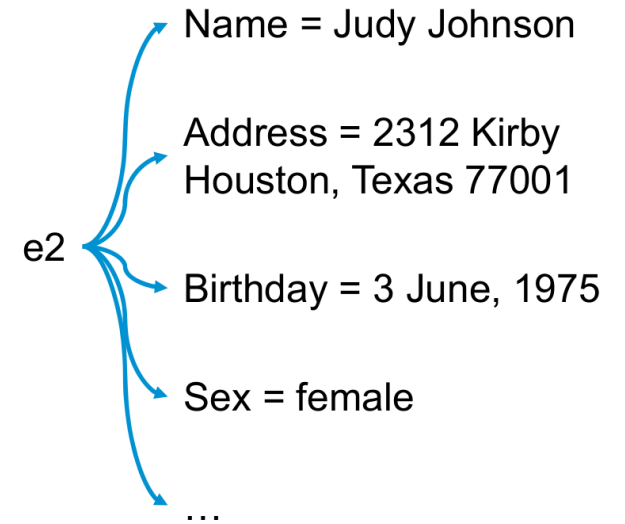 Name = Judy Johnson
Address = 2312 Kirby
Houston, Texas 77001
e2
Birthday = 3 June, 1975
Sex = female
...